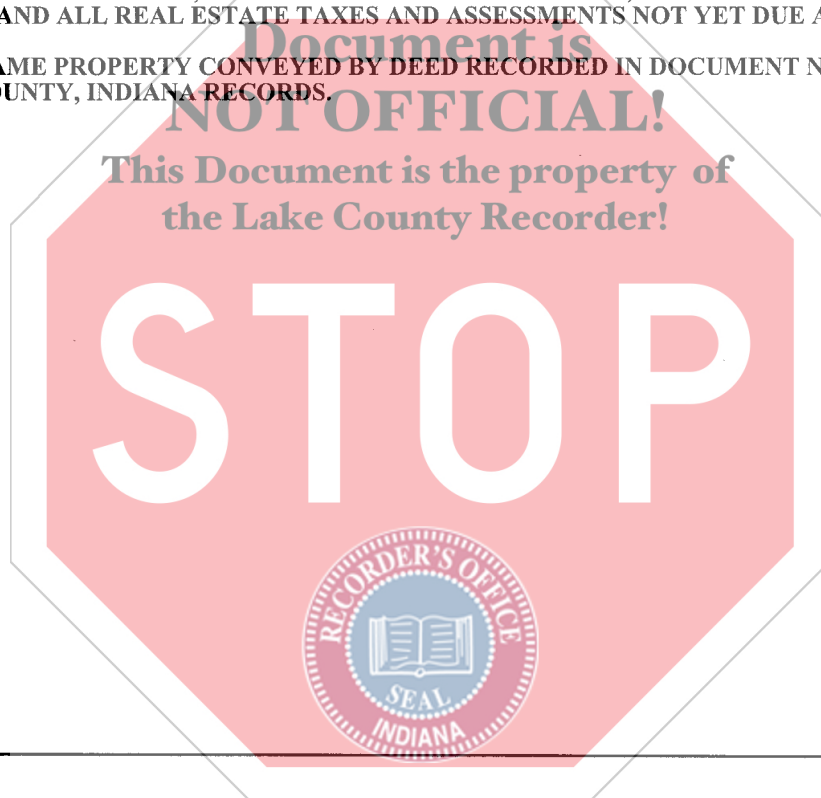 AND ALL REAL ESTATE TAXES AND ASSESSMENTS NOT YET DUE A
Document is
AME PROPERTY CONVEYED BY DEED RECORDED IN DOCUMENT N
OUNTY, INDIANA RECORDS.
NOT OFFICIAL!
This Document is the property of
the Lake County Recorder!
STOP
RECORDER'S OFFICE
SEAL
INDIANA